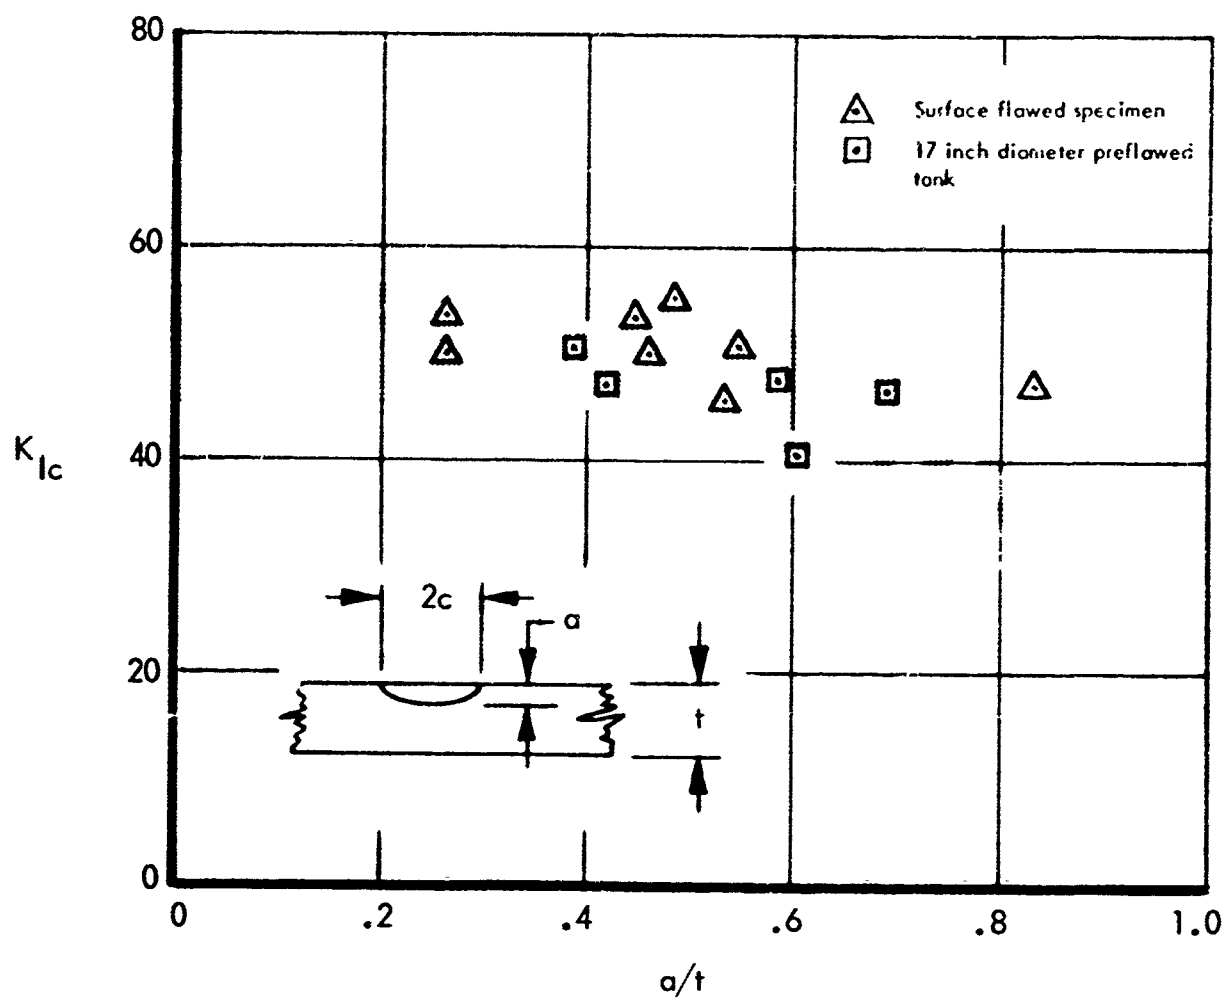 80
Surface flawed specimen
17 inch diameter preflawed
tank
60
K_Ic
40
2c
a
20
t
0
0 .2 .4 .6 .8 1.0
a/t